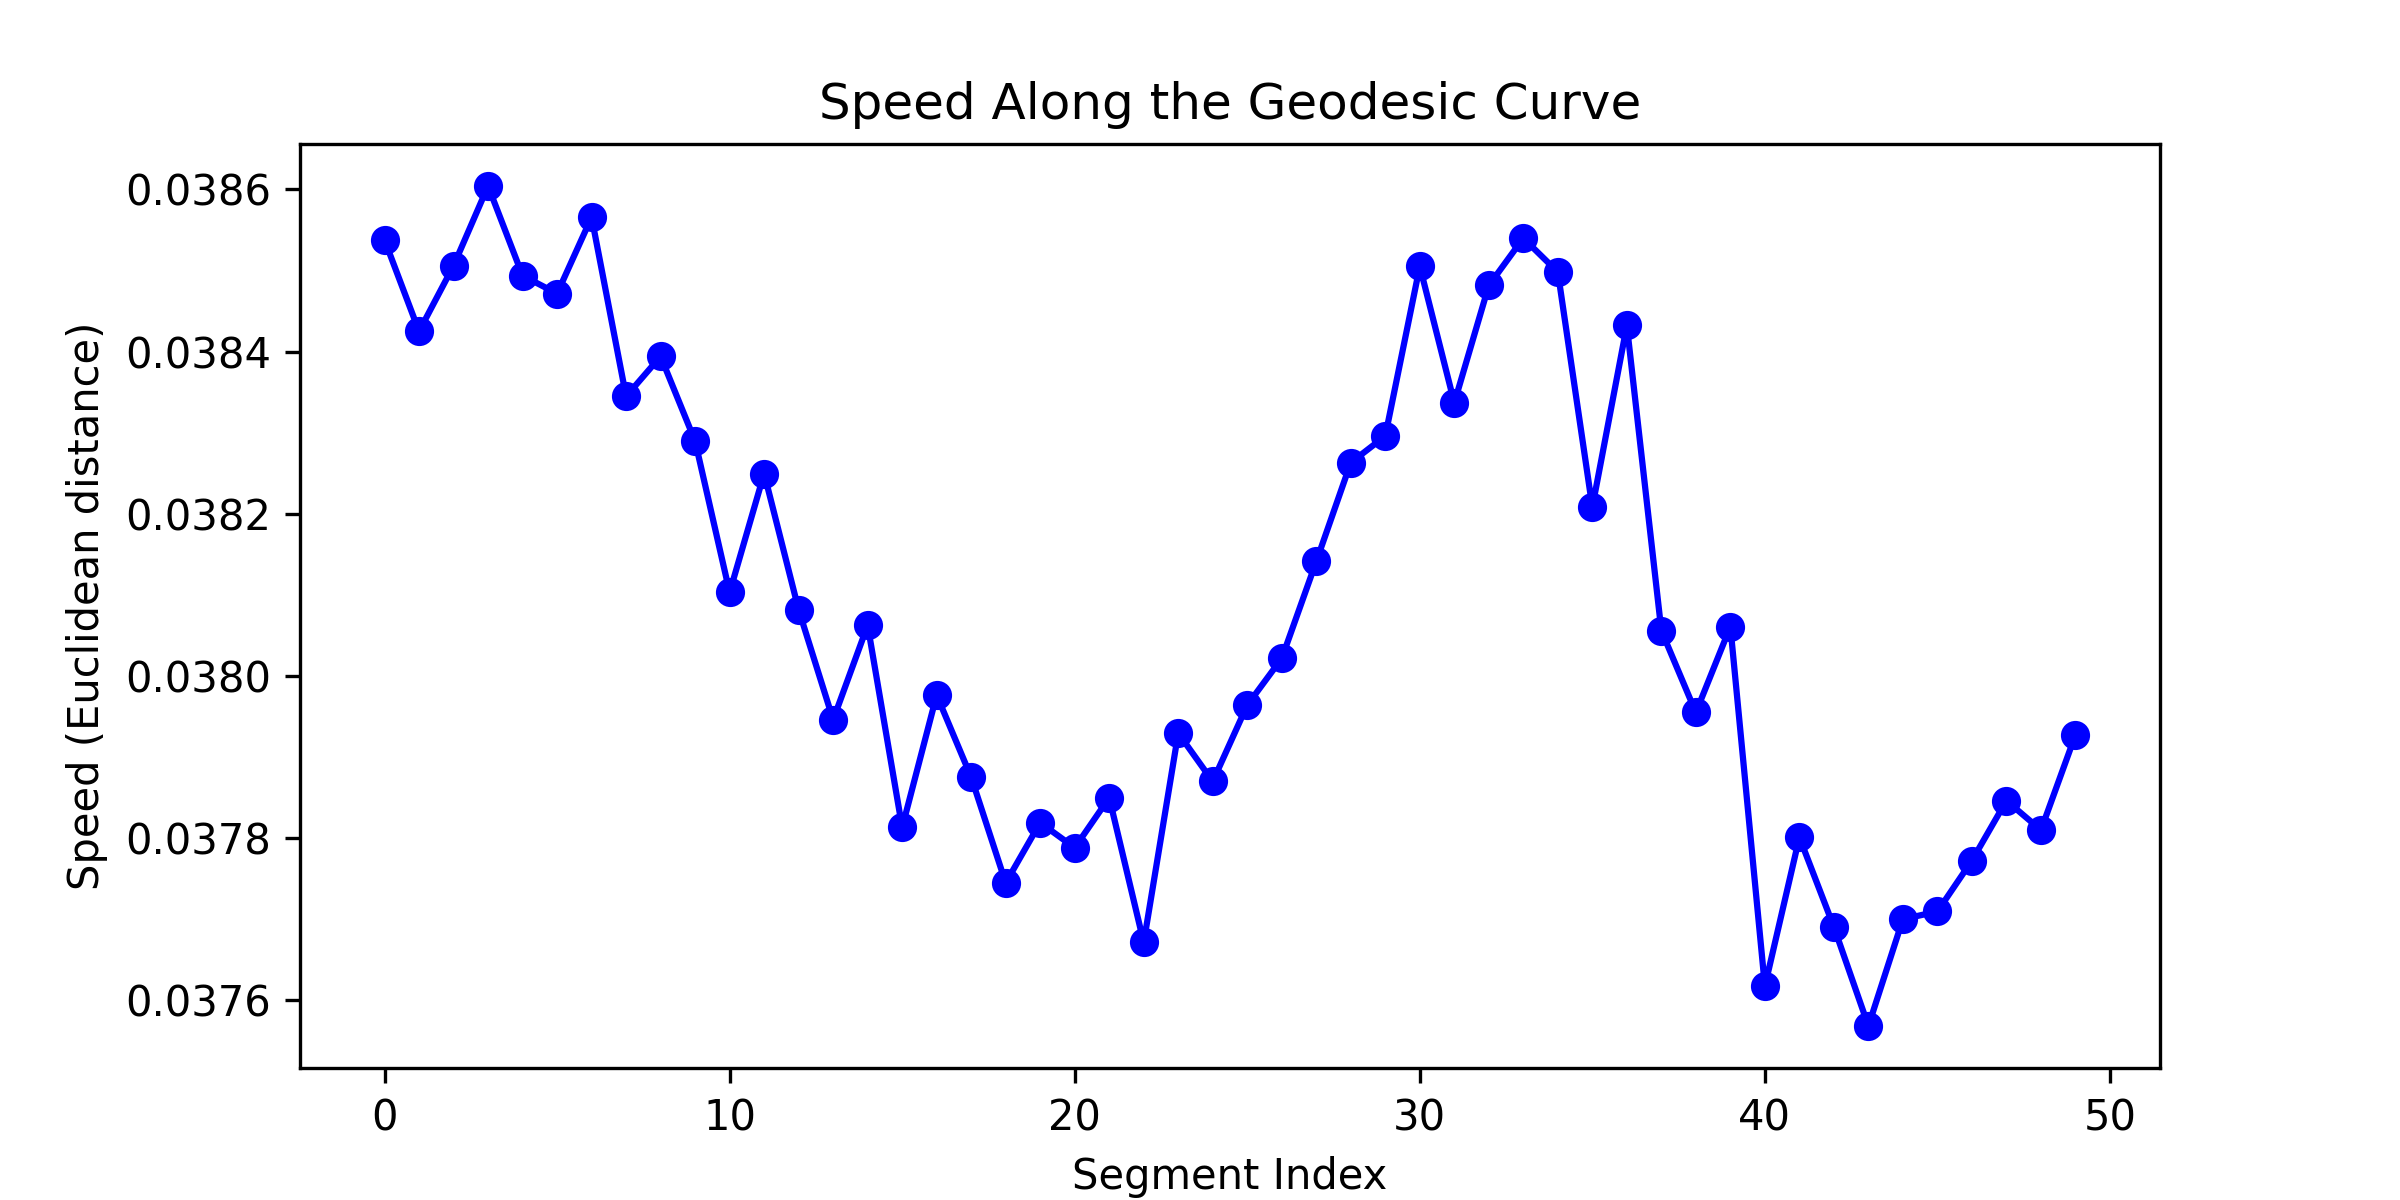 Speed Along the Geodesic Curve
Speed (Euclidean distance)
0.0386
0.0384
0.0382
0.0380
0.0378
0.0376
0 10 20 30 40 50
Segment Index